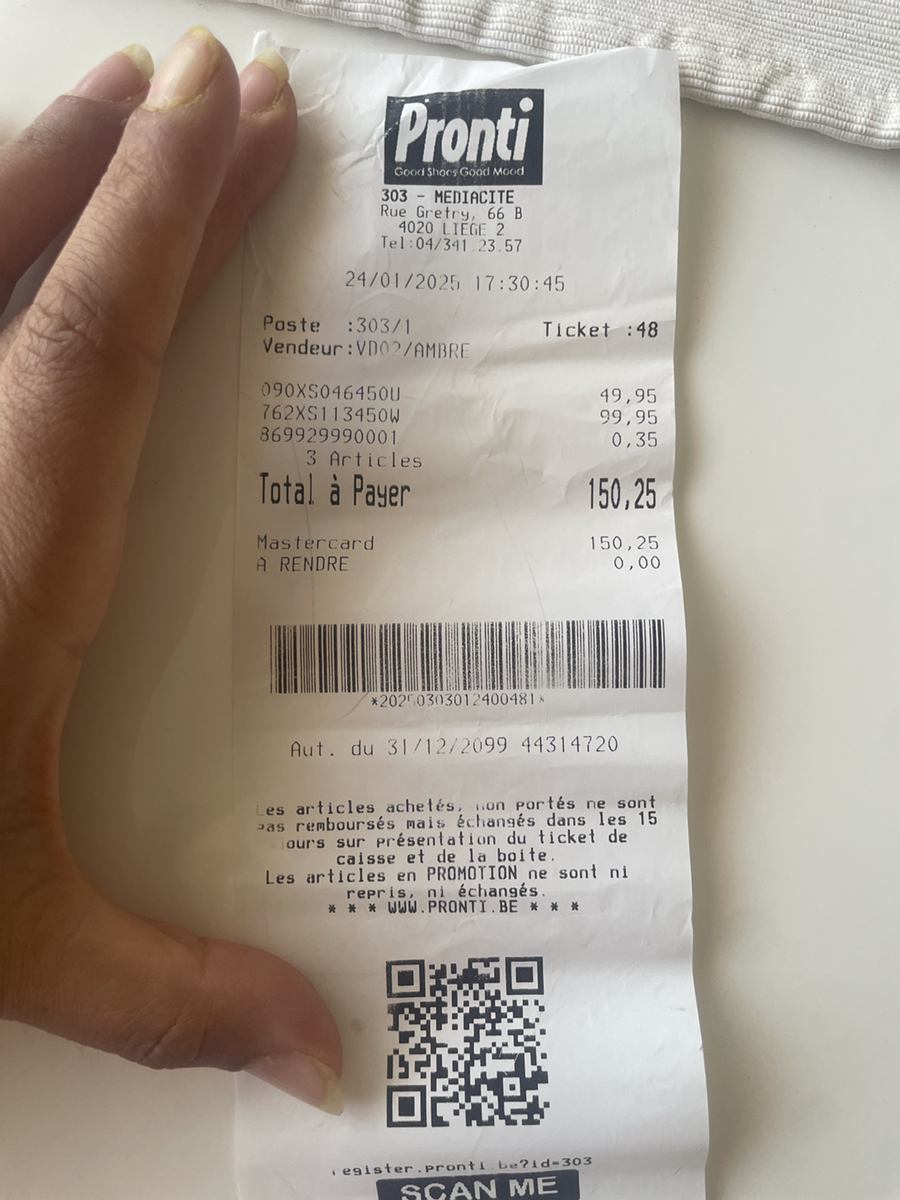 Pronti
Good Shoes Good Mood
303 - MEDIACITE
Rue Gretry, 66 B
4020 LIEGE 2
Tel:04/341.23.57
24/01/2025 17:30:45
Poste :303/1 Ticket :48
Vendeur:VD02/AMBRE
090XS046450U 49,95
762XS113450W 99,95
869929990001 0,35
3 Articles
Total à Payer 150,25
Mastercard 150,25
A RENDRE 0,00
*20250303012400481*
Aut. du 31/12/2099 44314720
Les articles achetés, non portés ne sont
pas remboursés mais échangés dans les 15
jours sur présentation du ticket de
caisse et de la boite.
Les articles en PROMOTION ne sont ni
repris, ni échangés.
* * * WWW.PRONTI.BE * * *
register.pronti.be?id=303
SCAN ME